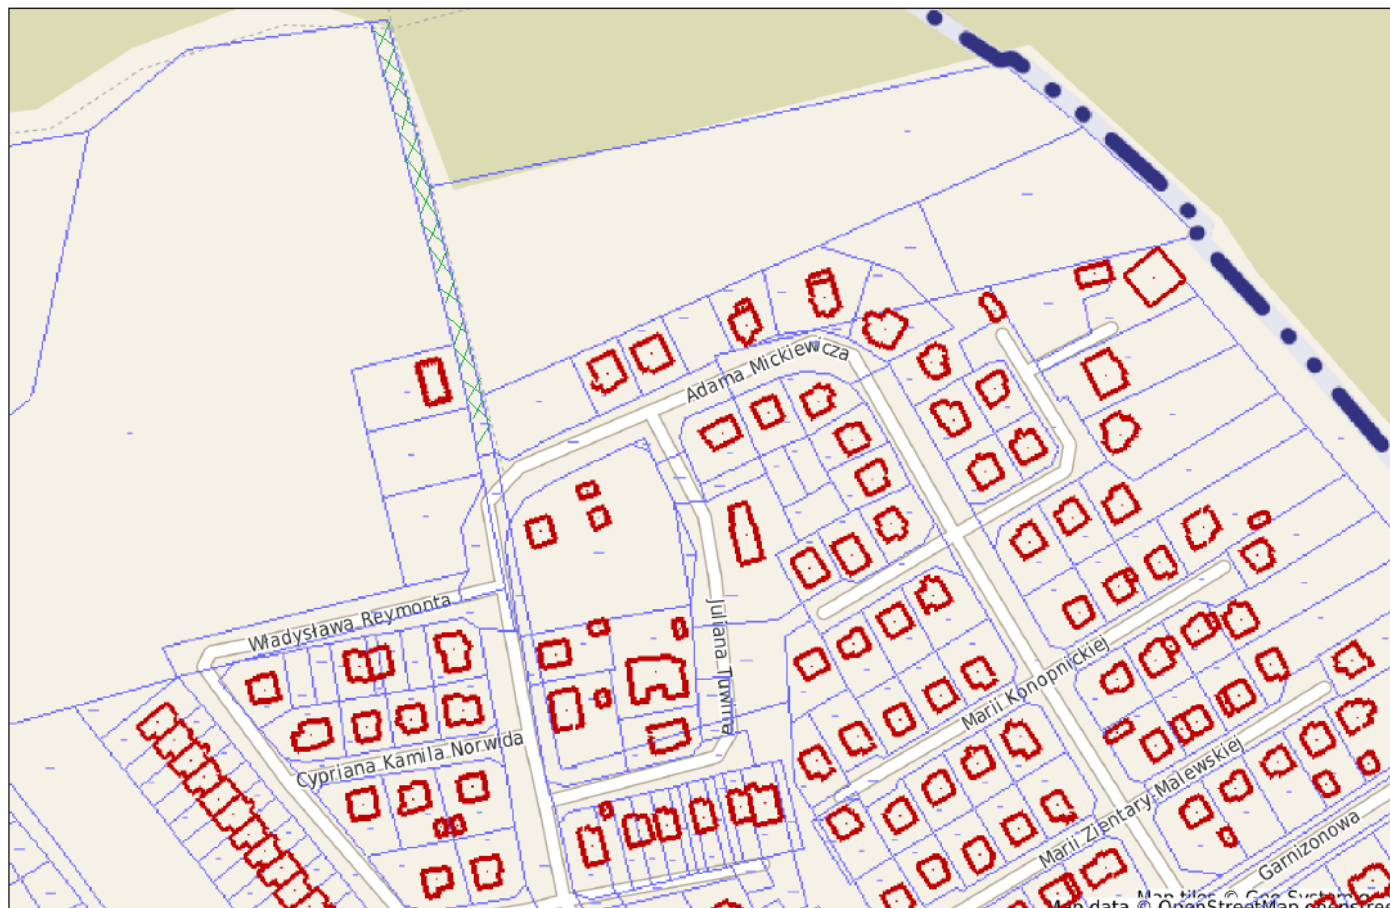 Adama Mickiewicza
Władysława Reymonta
Juliana Tuwima
Cypriana Kamila Norwida
Marii Konopnickiej
Marii Zientary-Malewskiej
Garnizonowa
Map tiles © Geo-System
Map data © OpenStreetMap